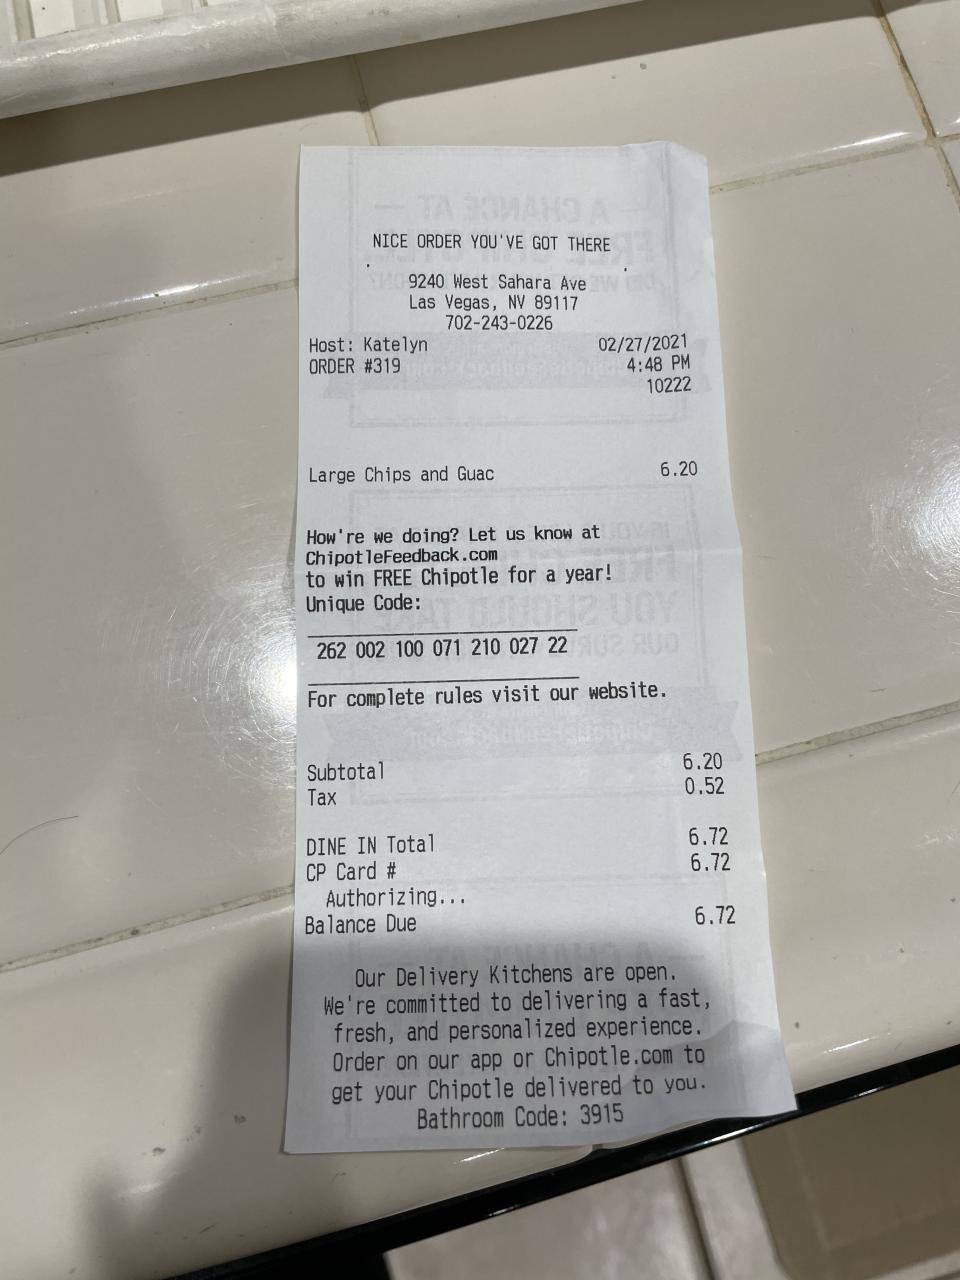 NICE ORDER YOU'VE GOT THERE
9240 West Sahara Ave
Las Vegas, NV 89117
702-243-0226
Host: Katelyn 02/27/2021
ORDER #319 4:48 PM
10222
Large Chips and Guac 6.20
How're we doing? Let us know at
ChipotleFeedback.com
to win FREE Chipotle for a year!
Unique Code:
262 002 100 071 210 027 22
For complete rules visit our website.
Subtotal 6.20
Tax 0.52
DINE IN Total 6.72
CP Card # 6.72
Authorizing...
Balance Due 6.72
Our Delivery Kitchens are open.
We're committed to delivering a fast,
fresh, and personalized experience.
Order on our app or Chipotle.com to
get your Chipotle delivered to you.
Bathroom Code: 3915